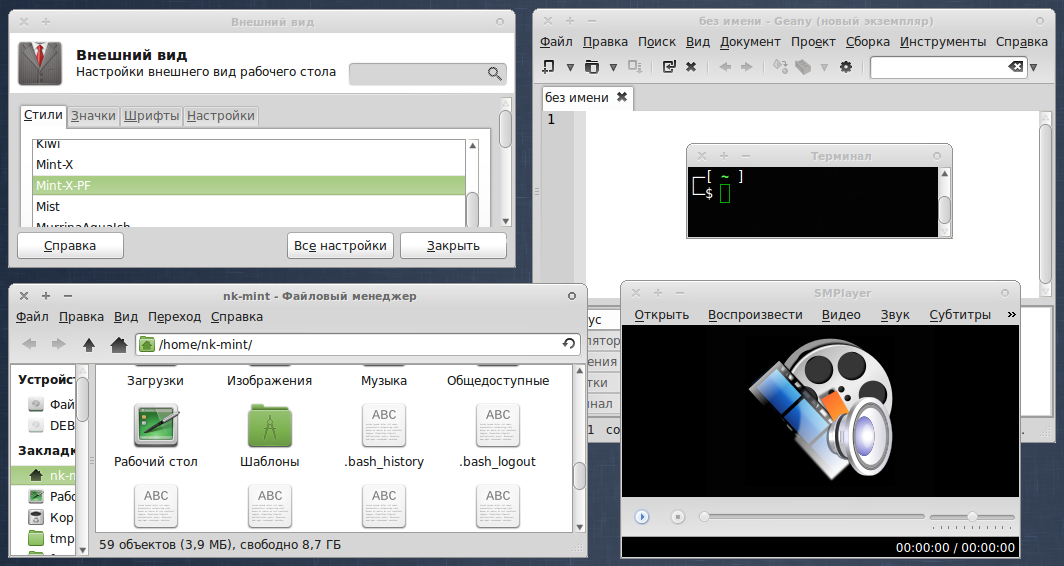 Внешний вид
Внешний вид
Настройки внешнего вид рабочего стола
Стили Значки Шрифты Настройки
Kiwi
Mint-X
Mint-X-PF
Mist
MurrinaAquaIsh
Справка Все настройки Закрыть
без имени - Geany (новый экземпляр)
Файл Правка Поиск Вид Документ Проект Сборка Инструменты Справка
без имени
1
Терминал
[ ~ ]
$
nk-mint - Файловый менеджер
Файл Правка Вид Переход Справка
/home/nk-mint/
Устройст
Фай
DEB
Закладк
nk-n
Рабо
Кор
tmp
Загрузки Изображения Музыка Общедоступные
Рабочий стол Шаблоны .bash_history .bash_logout
ABC ABC
ABC ABC ABC ABC
59 объектов (3,9 МБ), свободно 8,7 ГБ
ус
лятор
ения
тки
инал
1 со
SMPlayer
Открыть Воспроизвести Видео Звук Субтитры »
00:00:00 / 00:00:00